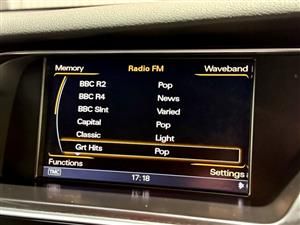 Memory Radio FM Waveband
BBC R2 Pop
BBC R4 News
BBC Slnt Varied
Capital Pop
Classic Light
Grt Hits Pop
Functions Settings
TMC 17:18